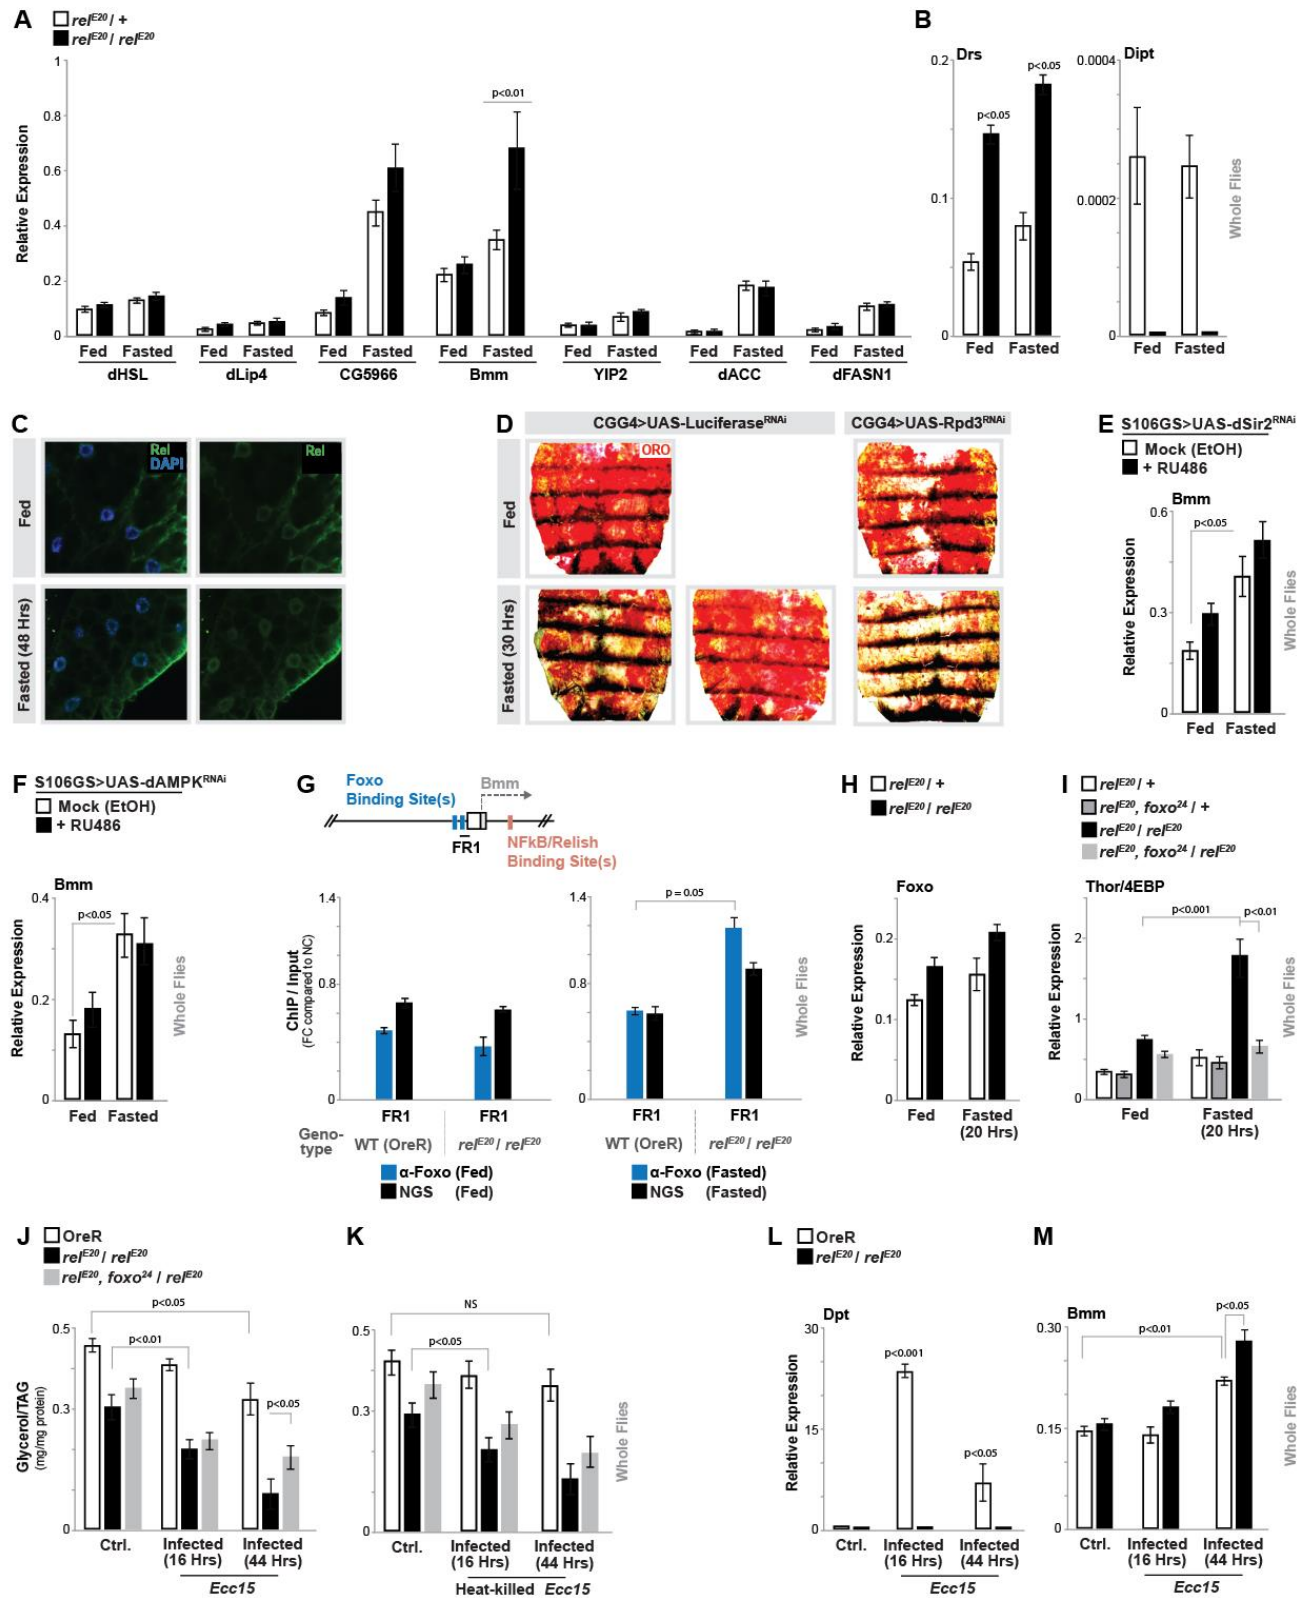 A
rel^E20 / +
rel^E20 / rel^E20
Relative Expression
1
0.8
0.6
0.4
0.2
0
p<0.01
Fed Fasted Fed Fasted Fed Fasted Fed Fasted Fed Fasted Fed Fasted Fed Fasted
dHSL dLip4 CG5966 Bmm YIP2 dACC dFASN1
B
Drs
0.2
0.1
0
p<0.05
p<0.05
Fed Fasted
Dipt
0.0004
0.0002
0
Fed Fasted
Whole Flies
C
Fed
Fasted (48 Hrs)
Rel
DAPI
Rel
D
CGG4>UAS-Luciferase^RNAi
CGG4>UAS-Rpd3^RNAi
ORO
Fed
Fasted (30 Hrs)
E
S106GS>UAS-dSir2^RNAi
Mock (EtOH)
+ RU486
Bmm
Relative Expression
0.6
0.3
0
p<0.05
Fed Fasted
Whole Flies
F
S106GS>UAS-dAMPK^RNAi
Mock (EtOH)
+ RU486
Bmm
Relative Expression
0.4
0.2
0
p<0.05
Fed Fasted
Whole Flies
G
Foxo
Binding Site(s)
Bmm
FR1
NFkB/Relish
Binding Site(s)
ChIP / Input
(FC compared to NC)
1.4
0.8
0
FR1 FR1
Geno-
type
WT (OreR) rel^E20 / rel^E20
α-Foxo (Fed)
NGS (Fed)
1.4
0.8
0
p = 0.05
FR1 FR1
WT (OreR) rel^E20 / rel^E20
α-Foxo (Fasted)
NGS (Fasted)
Whole Flies
H
rel^E20 / +
rel^E20 / rel^E20
Foxo
Relative Expression
0.2
0.1
0
Fed Fasted
(20 Hrs)
I
rel^E20 / +
rel^E20, foxo^24 / +
rel^E20 / rel^E20
rel^E20, foxo^24 / rel^E20
Thor/4EBP
Relative Expression
2
1
0
p<0.001
p<0.01
Fed Fasted
(20 Hrs)
Whole Flies
J
OreR
rel^E20 / rel^E20
rel^E20, foxo^24 / rel^E20
Glycerol/TAG
(mg/mg protein)
0.5
0.3
0
p<0.05
p<0.01
p<0.05
Ctrl. Infected Infected
(16 Hrs) (44 Hrs)
Ecc15
K
0.5
0.3
0
NS
p<0.05
Ctrl. Infected Infected
(16 Hrs) (44 Hrs)
Heat-killed Ecc15
Whole Flies
L
OreR
rel^E20 / rel^E20
Dpt
Relative Expression
30
15
0
p<0.001
p<0.05
Ctrl. Infected Infected
(16 Hrs) (44 Hrs)
Ecc15
M
Bmm
0.30
0.15
0
p<0.01
p<0.05
Ctrl. Infected Infected
(16 Hrs) (44 Hrs)
Ecc15
Whole Flies